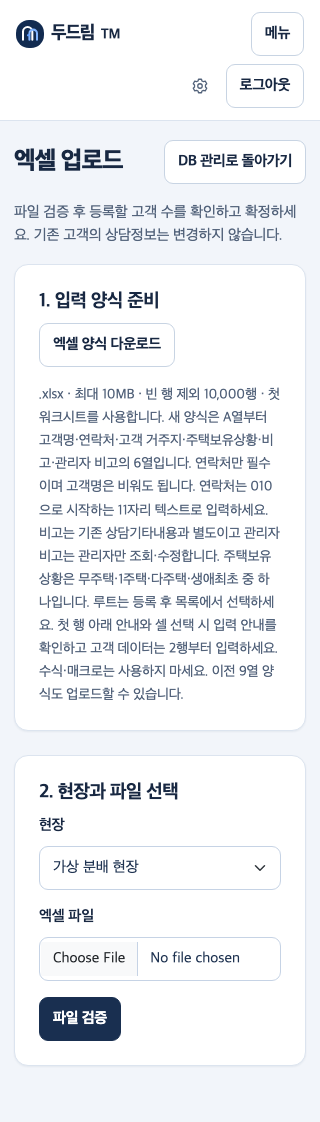 두드림 TM
메뉴
로그아웃
엑셀 업로드
DB 관리로 돌아가기
파일 검증 후 등록할 고객 수를 확인하고 확정하세
요. 기존 고객의 상담정보는 변경하지 않습니다.
1. 입력 양식 준비
엑셀 양식 다운로드
.xlsx · 최대 10MB · 빈 행 제외 10,000행 · 첫
워크시트를 사용합니다. 새 양식은 A열부터
고객명·연락처·고객 거주지·주택보유상황·비
고·관리자 비고의 6열입니다. 연락처만 필수
이며 고객명은 비워도 됩니다. 연락처는 010
으로 시작하는 11자리 텍스트로 입력하세요.
비고는 기존 상담기타내용과 별도이고 관리자
비고는 관리자만 조회·수정합니다. 주택보유
상황은 무주택·1주택·다주택·생애최초 중 하
나입니다. 루트는 등록 후 목록에서 선택하세
요. 첫 행 아래 안내와 셀 선택 시 입력 안내를
확인하고 고객 데이터는 2행부터 입력하세요.
수식·매크로는 사용하지 마세요. 이전 9열 양
식도 업로드할 수 있습니다.
2. 현장과 파일 선택
현장
가상 분배 현장
엑셀 파일
Choose File No file chosen
파일 검증